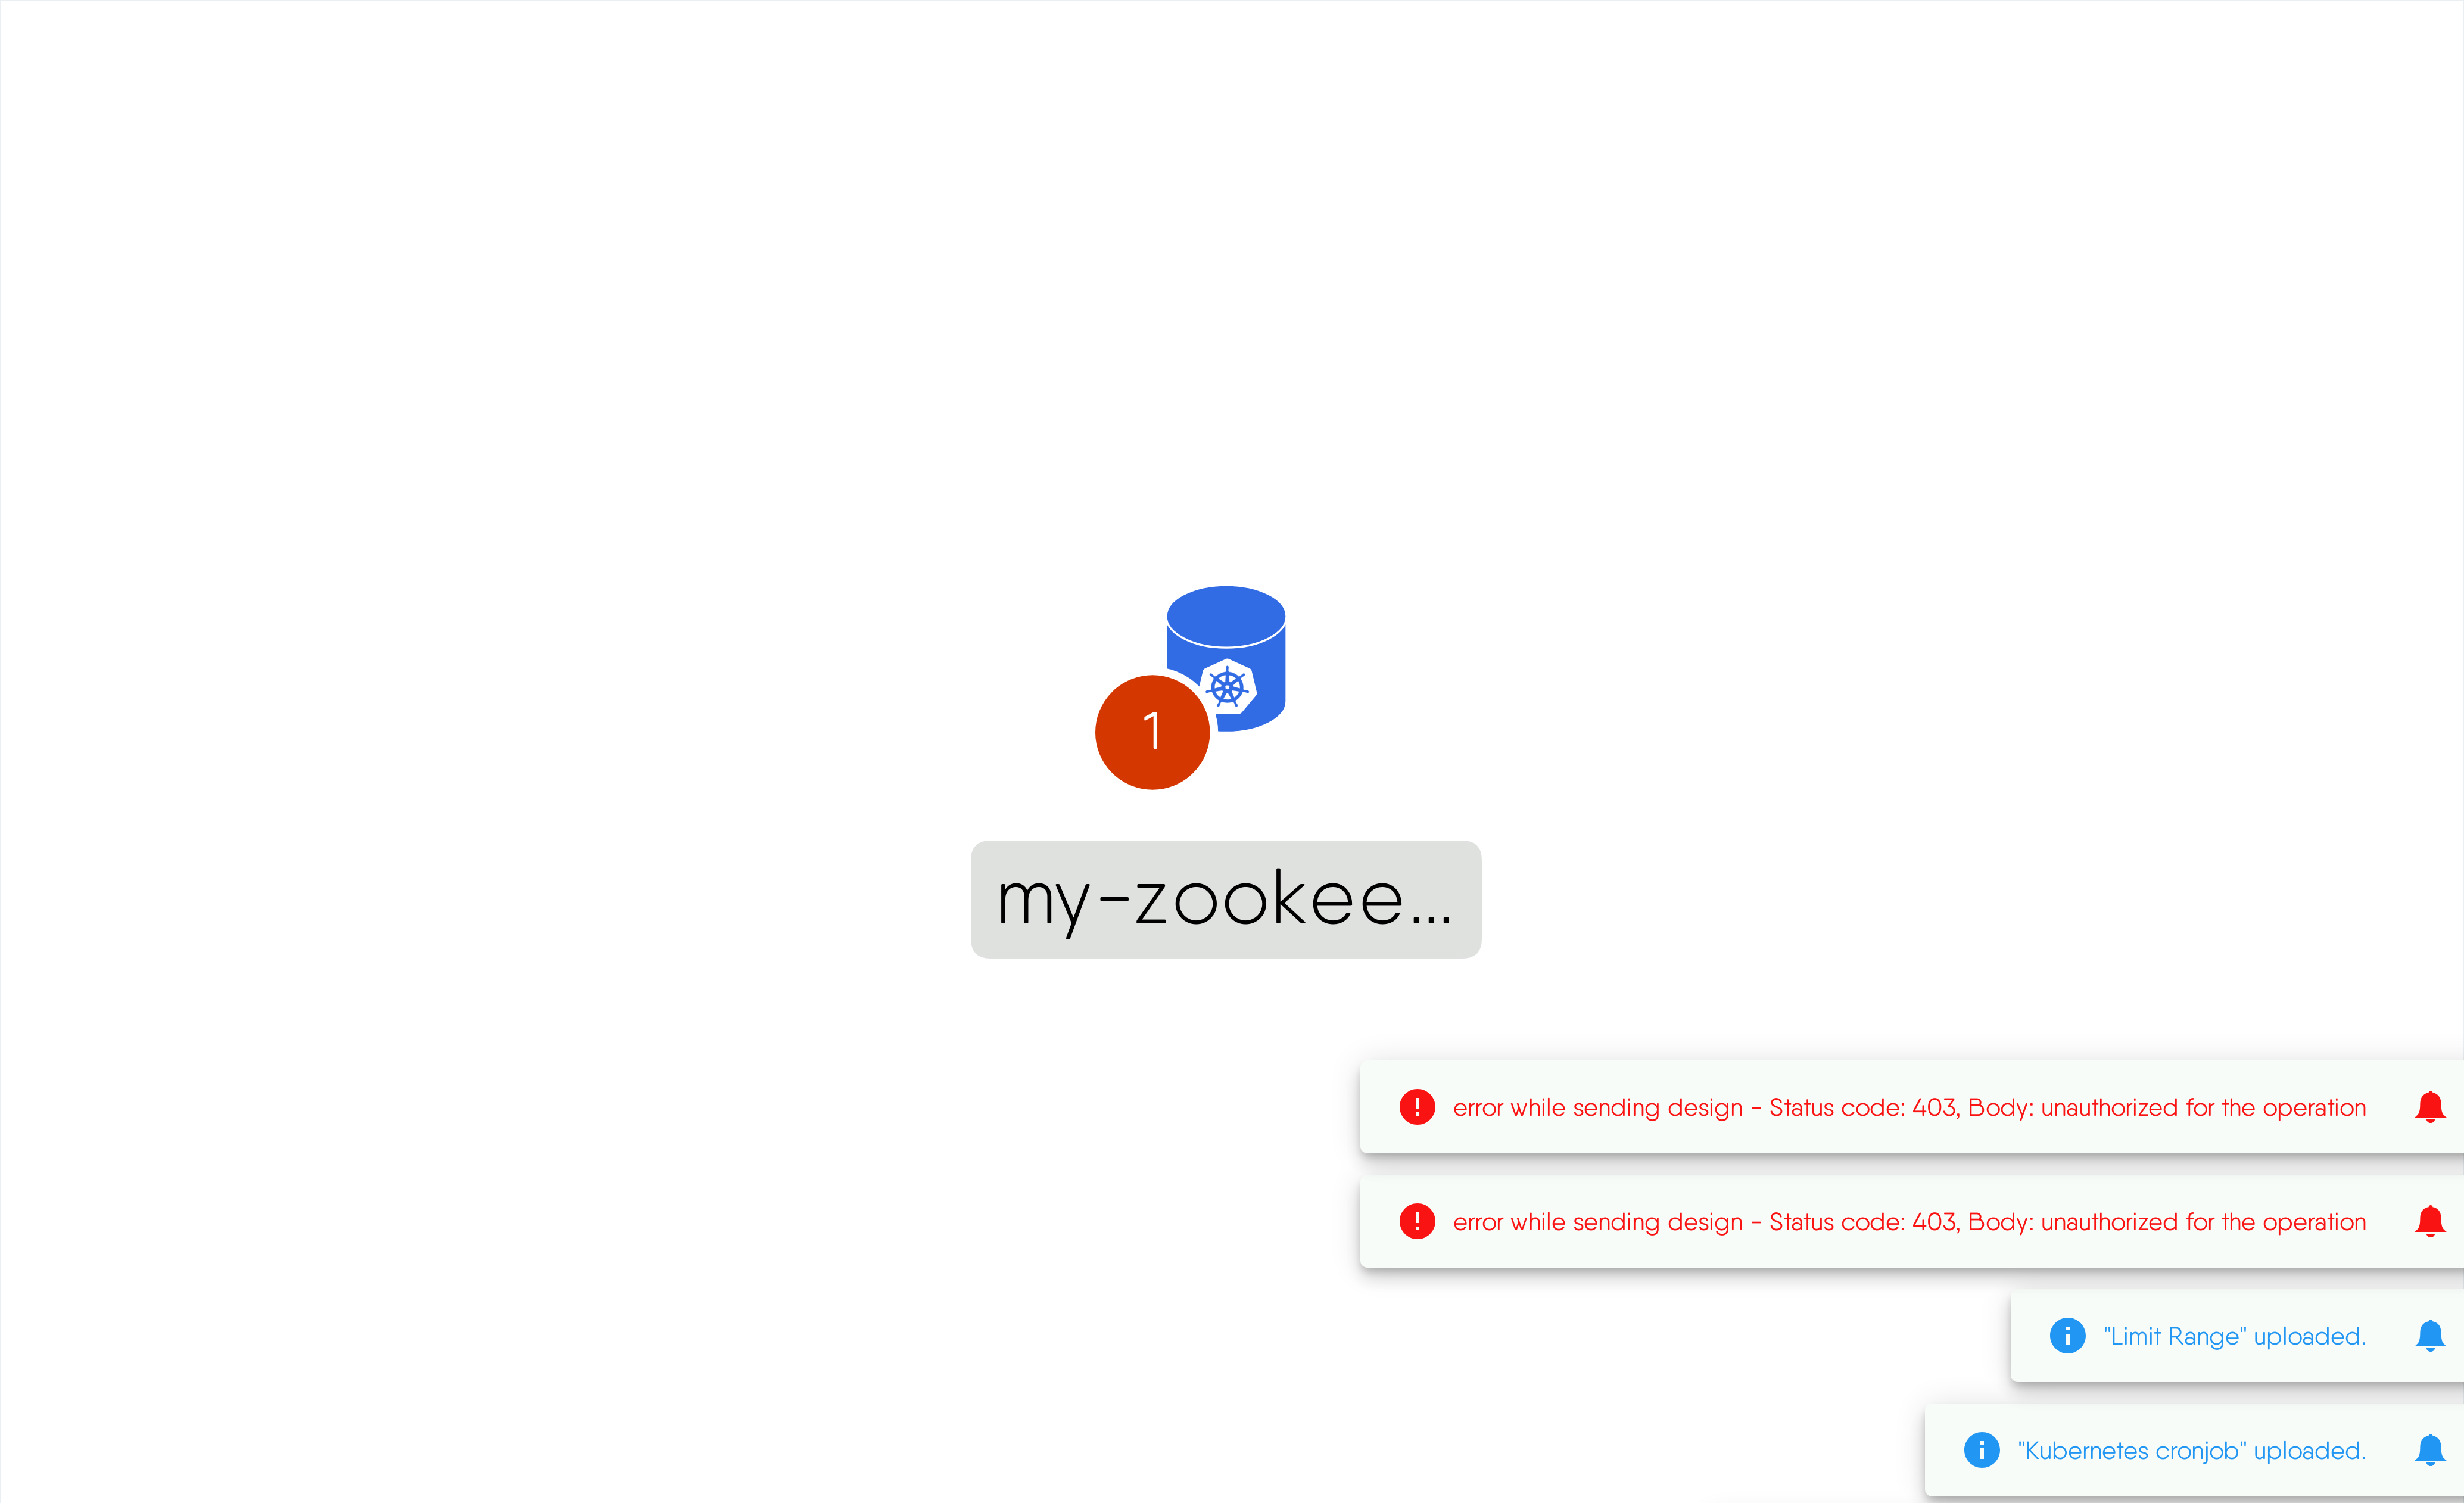 1
my-zookee...
error while sending design - Status code: 403, Body: unauthorized for the operation
error while sending design - Status code: 403, Body: unauthorized for the operation
"Limit Range" uploaded.
"Kubernetes cronjob" uploaded.